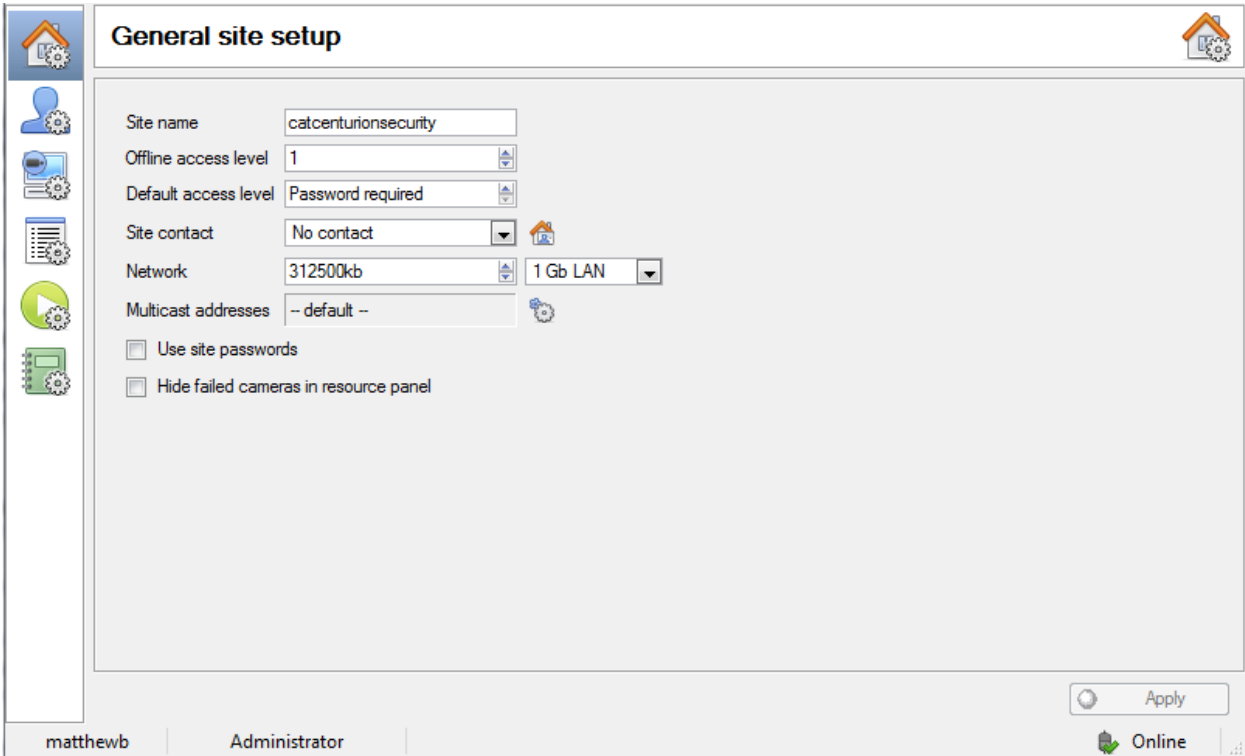 General site setup
Site name catcenturionsecurity
Offline access level 1
Default access level Password required
Site contact No contact
Network 312500kb 1 Gb LAN
Multicast addresses -- default --
Use site passwords
Hide failed cameras in resource panel
Apply
matthewb Administrator Online